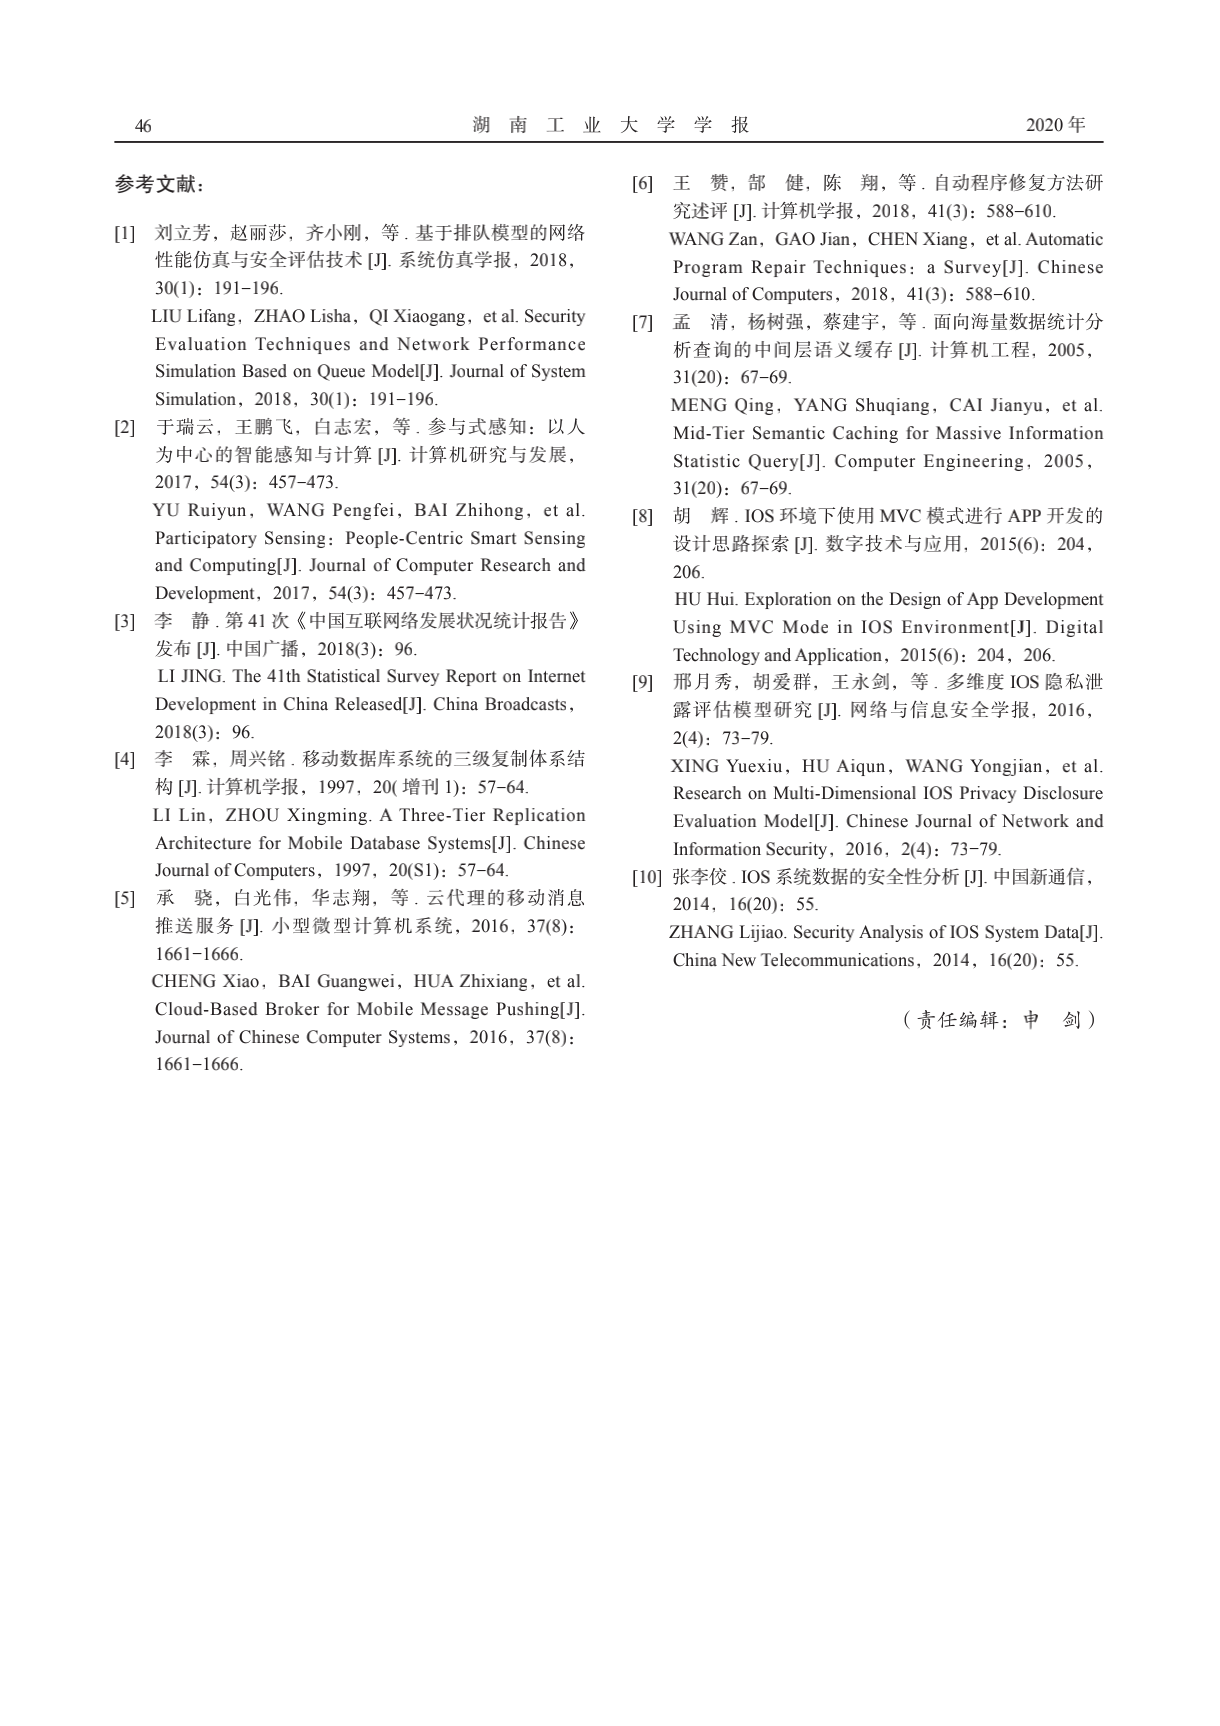 46
湖 南 工 业 大 学 学 报
2020 年
参考文献：
[1] 刘立芳，赵丽莎，齐小刚，等 . 基于排队模型的网络
性能仿真与安全评估技术 [J]. 系统仿真学报，2018，
30(1)：191-196.
LIU Lifang，ZHAO Lisha，QI Xiaogang，et al. Security
Evaluation Techniques and Network Performance
Simulation Based on Queue Model[J]. Journal of System
Simulation，2018，30(1)：191-196.
[2] 于瑞云，王鹏飞，白志宏，等 . 参与式感知：以人
为中心的智能感知与计算 [J]. 计算机研究与发展，
2017，54(3)：457-473.
YU Ruiyun，WANG Pengfei，BAI Zhihong，et al.
Participatory Sensing：People-Centric Smart Sensing
and Computing[J]. Journal of Computer Research and
Development，2017，54(3)：457-473.
[3] 李 静 . 第 41 次《中国互联网络发展状况统计报告》
发布 [J]. 中国广播，2018(3)：96.
LI JING. The 41th Statistical Survey Report on Internet
Development in China Released[J]. China Broadcasts，
2018(3)：96.
[4] 李 霖，周兴铭 . 移动数据库系统的三级复制体系结
构 [J]. 计算机学报，1997，20( 增刊 1)：57-64.
LI Lin，ZHOU Xingming. A Three-Tier Replication
Architecture for Mobile Database Systems[J]. Chinese
Journal of Computers，1997，20(S1)：57-64.
[5] 承 骁，白光伟，华志翔，等 . 云代理的移动消息
推送服务 [J]. 小型微型计算机系统，2016，37(8)：
1661-1666.
CHENG Xiao，BAI Guangwei，HUA Zhixiang，et al.
Cloud-Based Broker for Mobile Message Pushing[J].
Journal of Chinese Computer Systems，2016，37(8)：
1661-1666.
[6] 王 赞，郜 健，陈 翔，等 . 自动程序修复方法研
究述评 [J]. 计算机学报，2018，41(3)：588-610.
WANG Zan，GAO Jian，CHEN Xiang，et al. Automatic
Program Repair Techniques：a Survey[J]. Chinese
Journal of Computers，2018，41(3)：588-610.
[7] 孟 清，杨树强，蔡建宇，等 . 面向海量数据统计分
析查询的中间层语义缓存 [J]. 计算机工程，2005，
31(20)：67-69.
MENG Qing，YANG Shuqiang，CAI Jianyu，et al.
Mid-Tier Semantic Caching for Massive Information
Statistic Query[J]. Computer Engineering，2005，
31(20)：67-69.
[8] 胡 辉 . IOS 环境下使用 MVC 模式进行 APP 开发的
设计思路探索 [J]. 数字技术与应用，2015(6)：204，
206.
HU Hui. Exploration on the Design of App Development
Using MVC Mode in IOS Environment[J]. Digital
Technology and Application，2015(6)：204，206.
[9] 邢月秀，胡爱群，王永剑，等 . 多维度 IOS 隐私泄
露评估模型研究 [J]. 网络与信息安全学报，2016，
2(4)：73-79.
XING Yuexiu，HU Aiqun，WANG Yongjian，et al.
Research on Multi-Dimensional IOS Privacy Disclosure
Evaluation Model[J]. Chinese Journal of Network and
Information Security，2016，2(4)：73-79.
[10] 张李佼 . IOS 系统数据的安全性分析 [J]. 中国新通信，
2014，16(20)：55.
ZHANG Lijiao. Security Analysis of IOS System Data[J].
China New Telecommunications，2014，16(20)：55.
（责任编辑：申 剑）